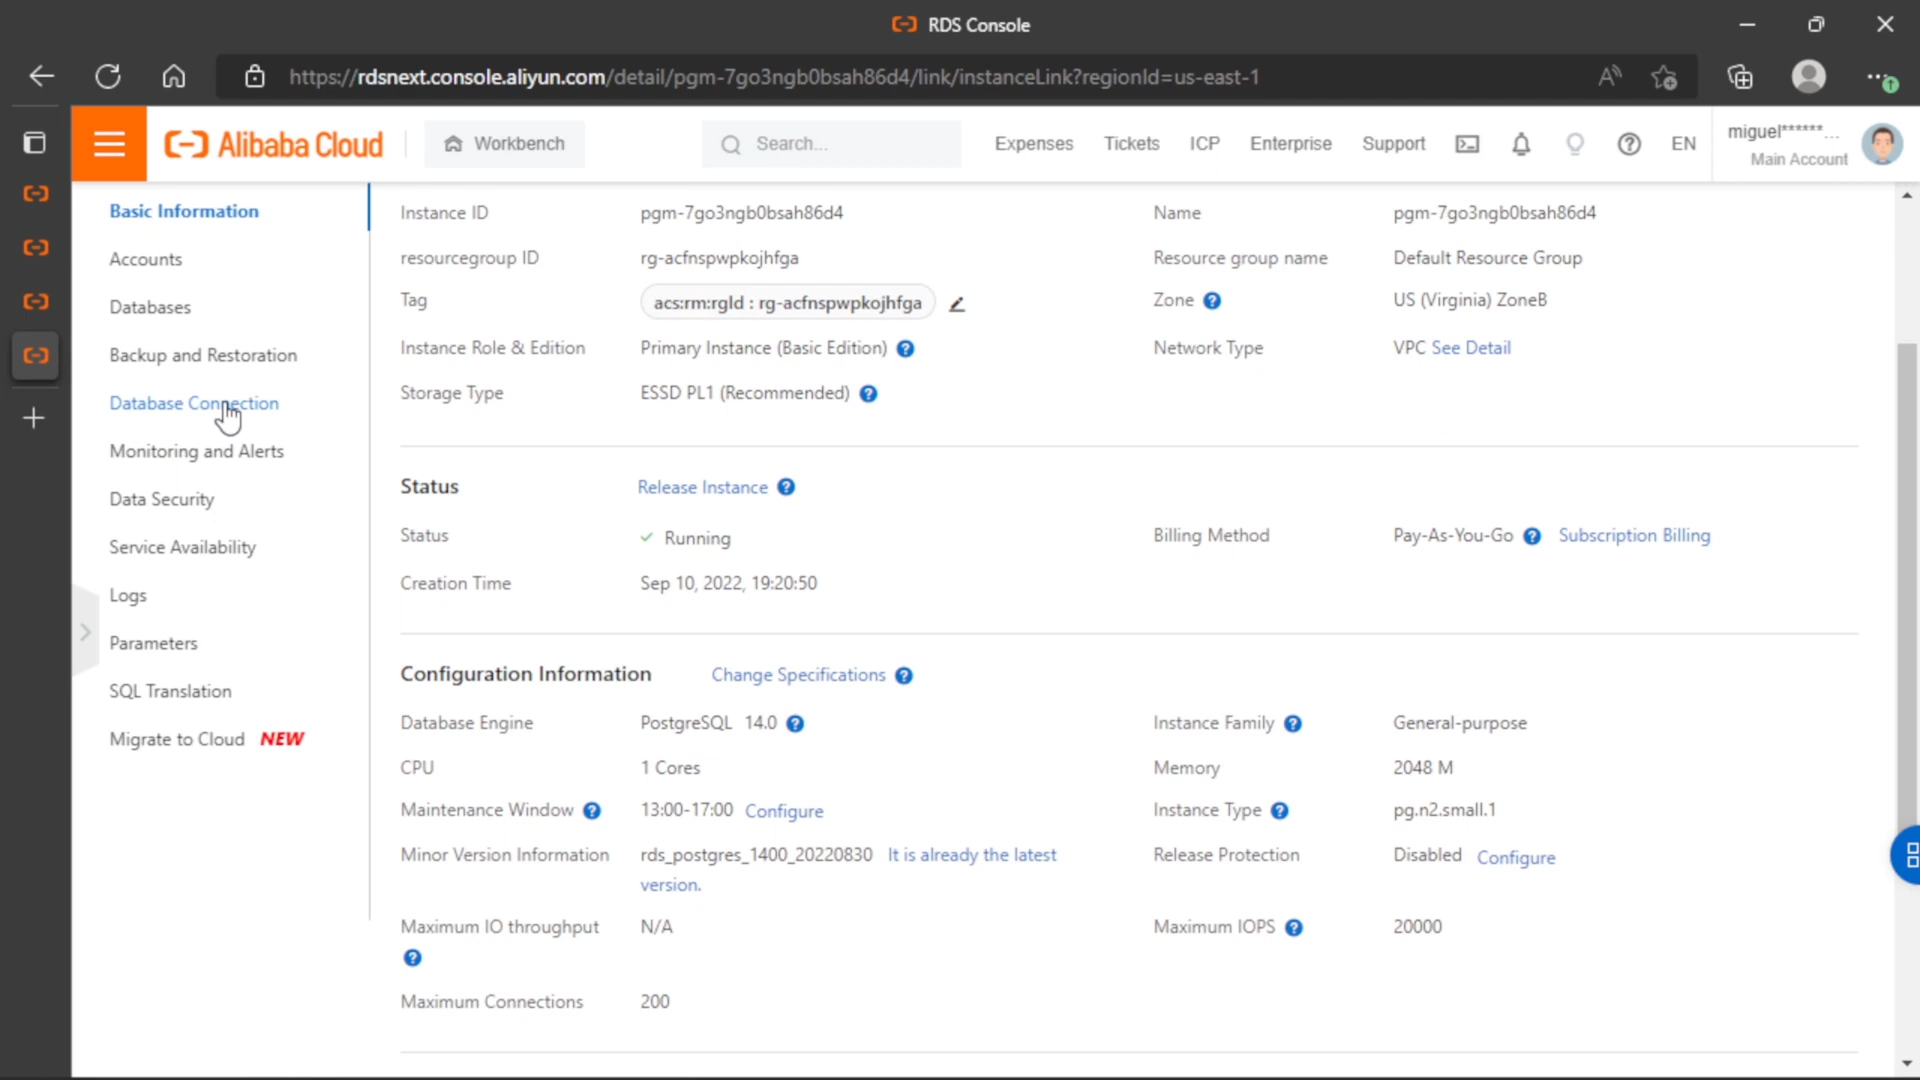 RDS Console
https://rdsnext.console.aliyun.com/detail/pgm-7go3ngb0bsah86d4/link/instanceLink?regionId=us-east-1
Alibaba Cloud
Workbench
Search...
Expenses
Tickets
ICP
Enterprise
Support
EN
miguel******...
Main Account
Basic Information
Accounts
Databases
Backup and Restoration
Database Connection
Monitoring and Alerts
Data Security
Service Availability
Logs
Parameters
SQL Translation
Migrate to Cloud NEW
Instance ID pgm-7go3ngb0bsah86d4 Name pgm-7go3ngb0bsah86d4
resourcegroup ID rg-acfnspwpkojhfga Resource group name Default Resource Group
Tag acs:rm:rgId : rg-acfnspwpkojhfga Zone US (Virginia) ZoneB
Instance Role & Edition Primary Instance (Basic Edition) Network Type VPC See Detail
Storage Type ESSD PL1 (Recommended)
Status Release Instance
Status Running Billing Method Pay-As-You-Go Subscription Billing
Creation Time Sep 10, 2022, 19:20:50
Configuration Information Change Specifications
Database Engine PostgreSQL 14.0 Instance Family General-purpose
CPU 1 Cores Memory 2048 M
Maintenance Window 13:00-17:00 Configure Instance Type pg.n2.small.1
Minor Version Information rds_postgres_1400_20220830 It is already the latest Release Protection Disabled Configure
version.
Maximum IO throughput N/A Maximum IOPS 20000
Maximum Connections 200